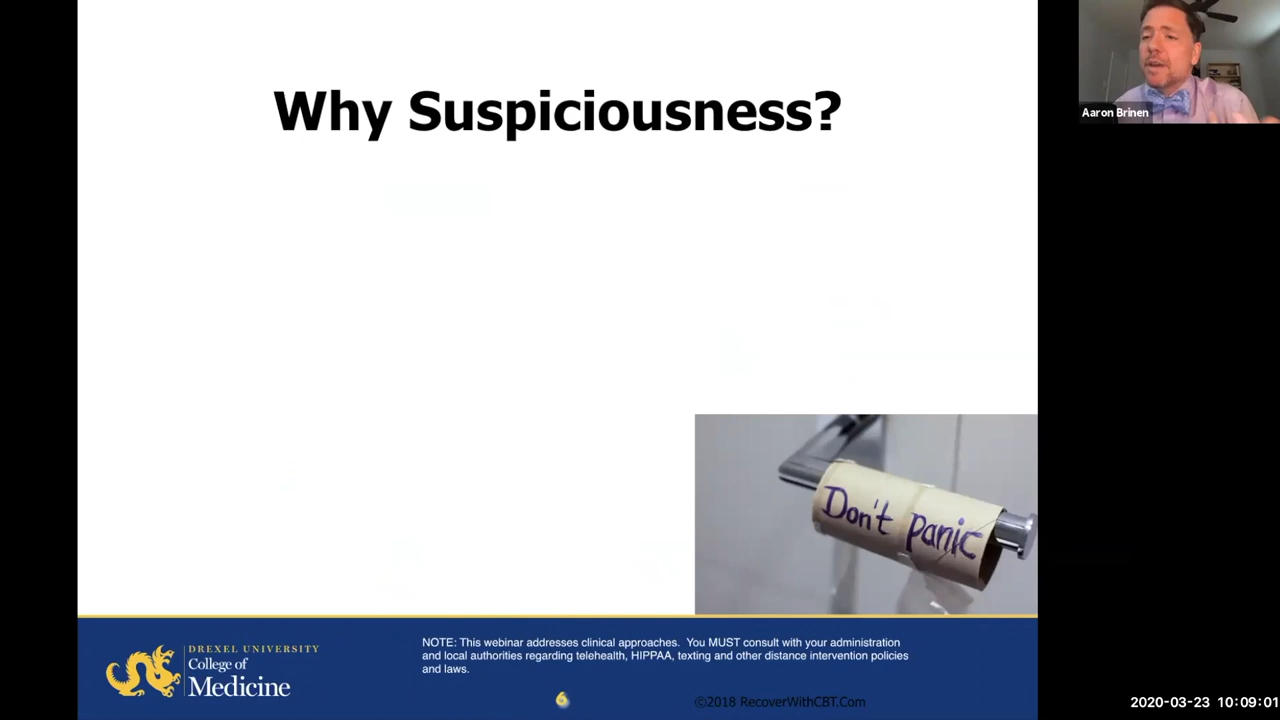 Why Suspiciousness?
Aaron Brinen
Don't panic
DREXEL UNIVERSITY
College of
Medicine
NOTE: This webinar addresses clinical approaches. You MUST consult with your administration
and local authorities regarding telehealth, HIPPAA, texting and other distance intervention policies
and laws.
6
©2018 RecoverWithCBT.Com
2020-03-23 10:09:01